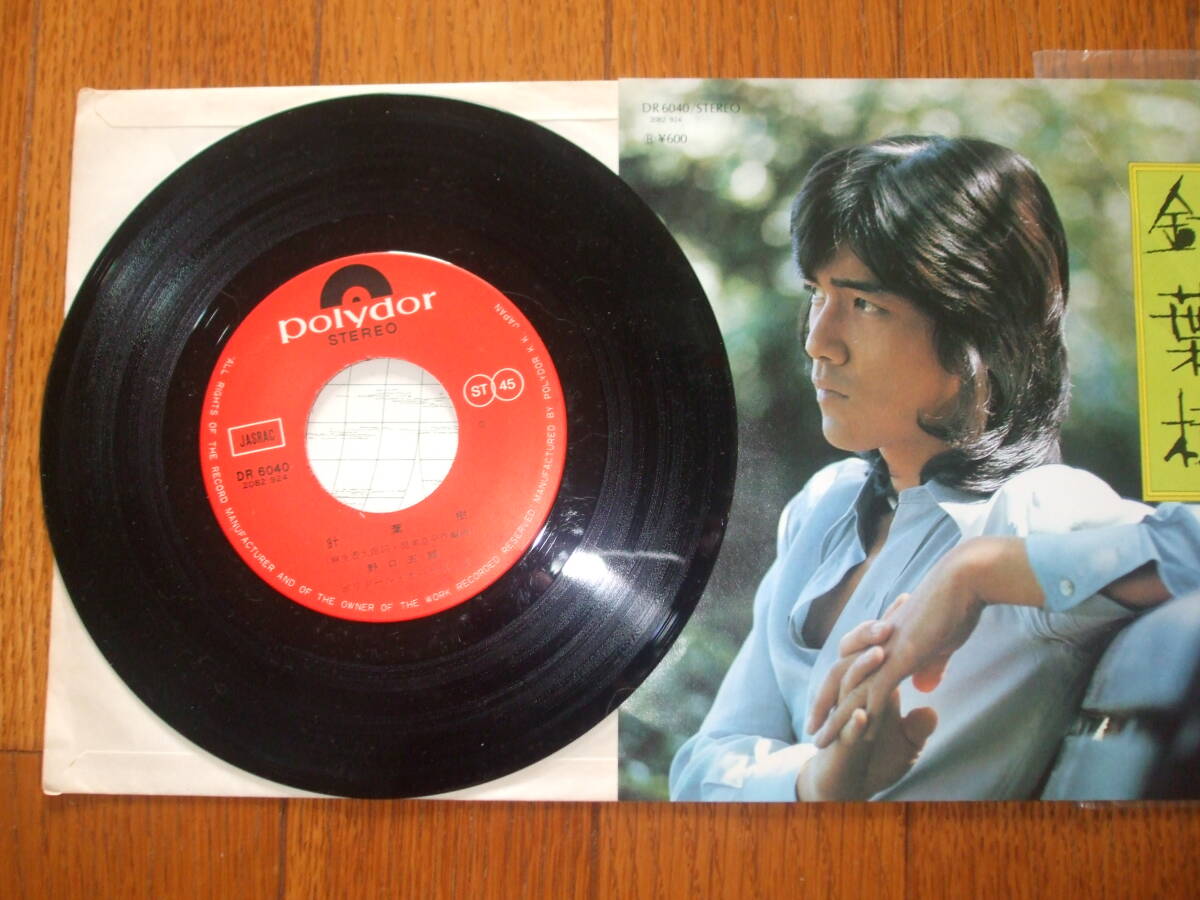 polydor
STEREO
ST 45
JASRAC
DR 6040
2082 924
針葉樹
野口五郎
ALL RIGHTS OF THE RECORD MANUFACTURER AND OF THE OWNER OF THE WORK RECORDED RESERVED. MANUFACTURED BY POLYDOR K. K. JAPAN
DR 6040/STEREO
2082 924
Ⓑ ¥600
針
葉
樹